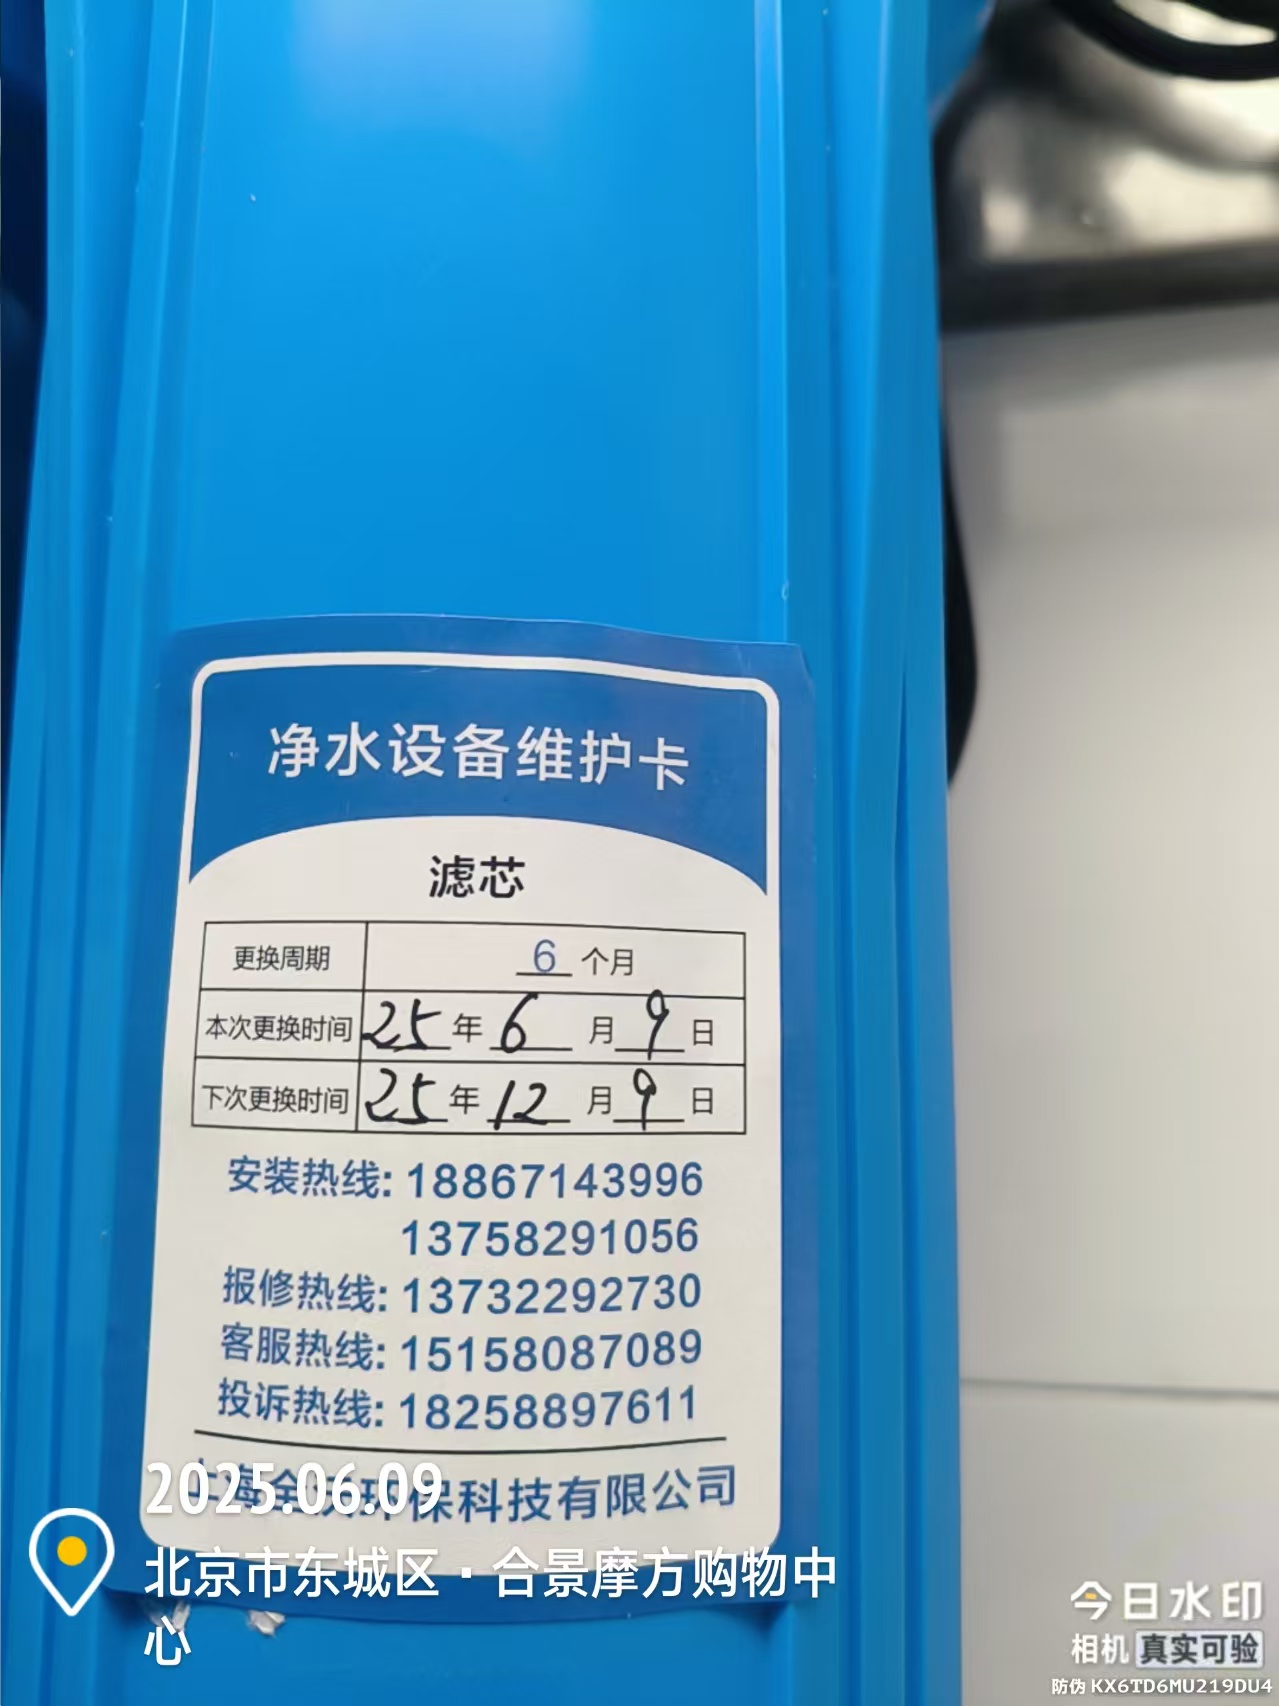 净水设备维护卡
滤芯
更换周期 6 个月
本次更换时间 25 年 6 月 9 日
下次更换时间 25 年 12 月 9 日
安装热线: 18867143996
13758291056
报修热线: 13732292730
客服热线: 15158087089
投诉热线: 18258897611
上海 环保科技有限公司
2025.06.09
北京市东城区·合景摩方购物中
心
今日水印
相机 真实可验
防伪 KX6TD6MU219DU4